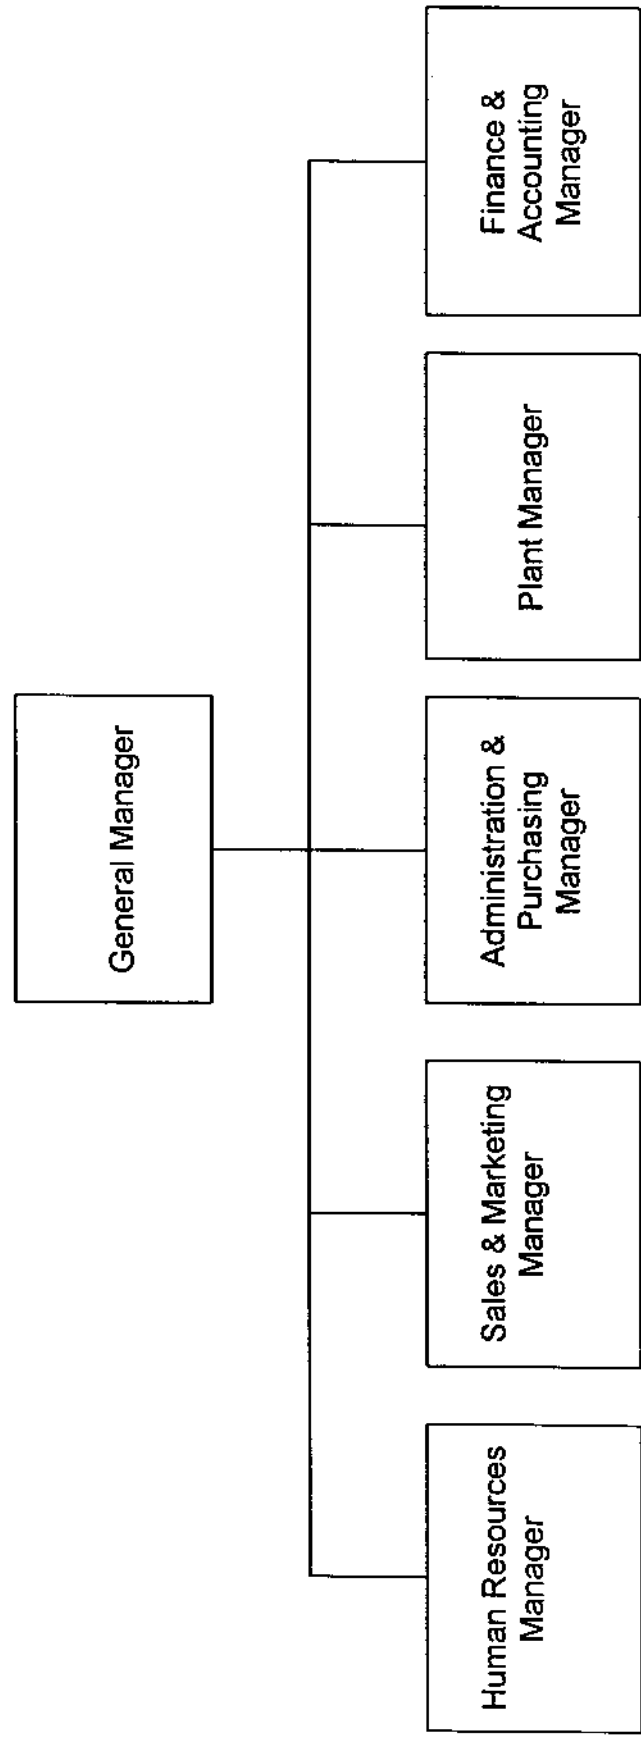 General Manager
Human Resources
Manager
Sales & Marketing
Manager
Administration &
Purchasing
Manager
Plant Manager
Finance &
Accounting
Manager